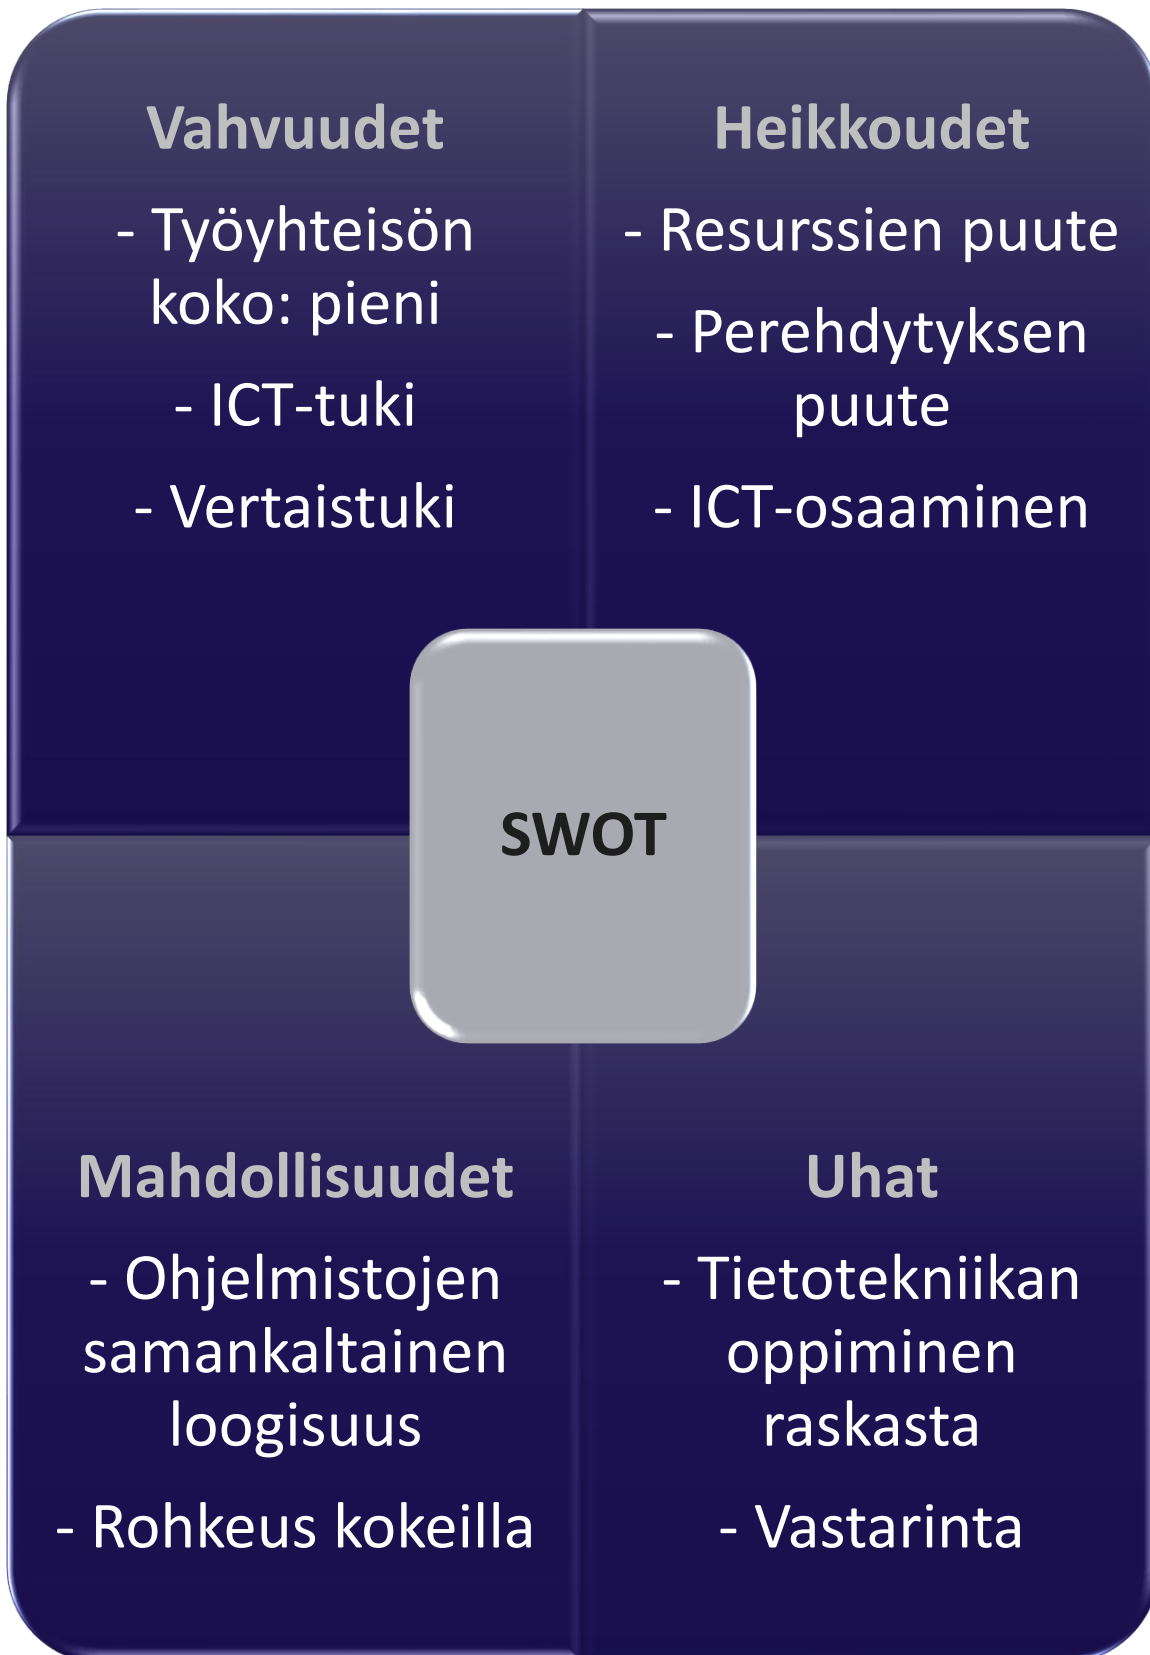 Vahvuudet
- Työyhteisön
koko: pieni
- ICT-tuki
- Vertaistuki
Heikkoudet
- Resurssien puute
- Perehdytyksen
puute
- ICT-osaaminen
SWOT
Mahdollisuudet
- Ohjelmistojen
samankaltainen
loogisuus
- Rohkeus kokeilla
Uhat
- Tietotekniikan
oppiminen
raskasta
- Vastarinta